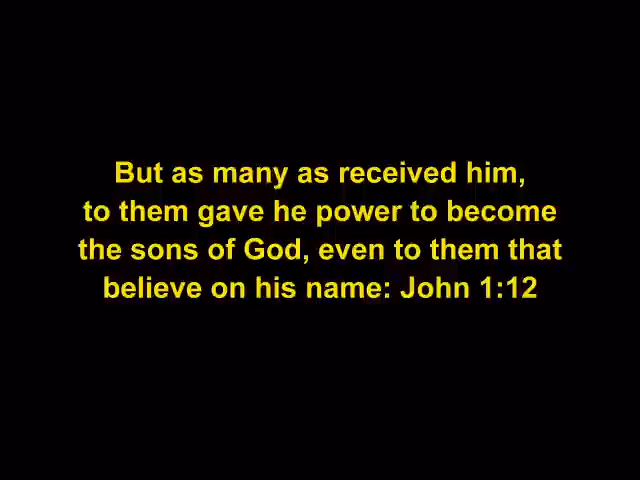 But as many as received him,
to them gave he power to become
the sons of God, even to them that
believe on his name: John 1:12